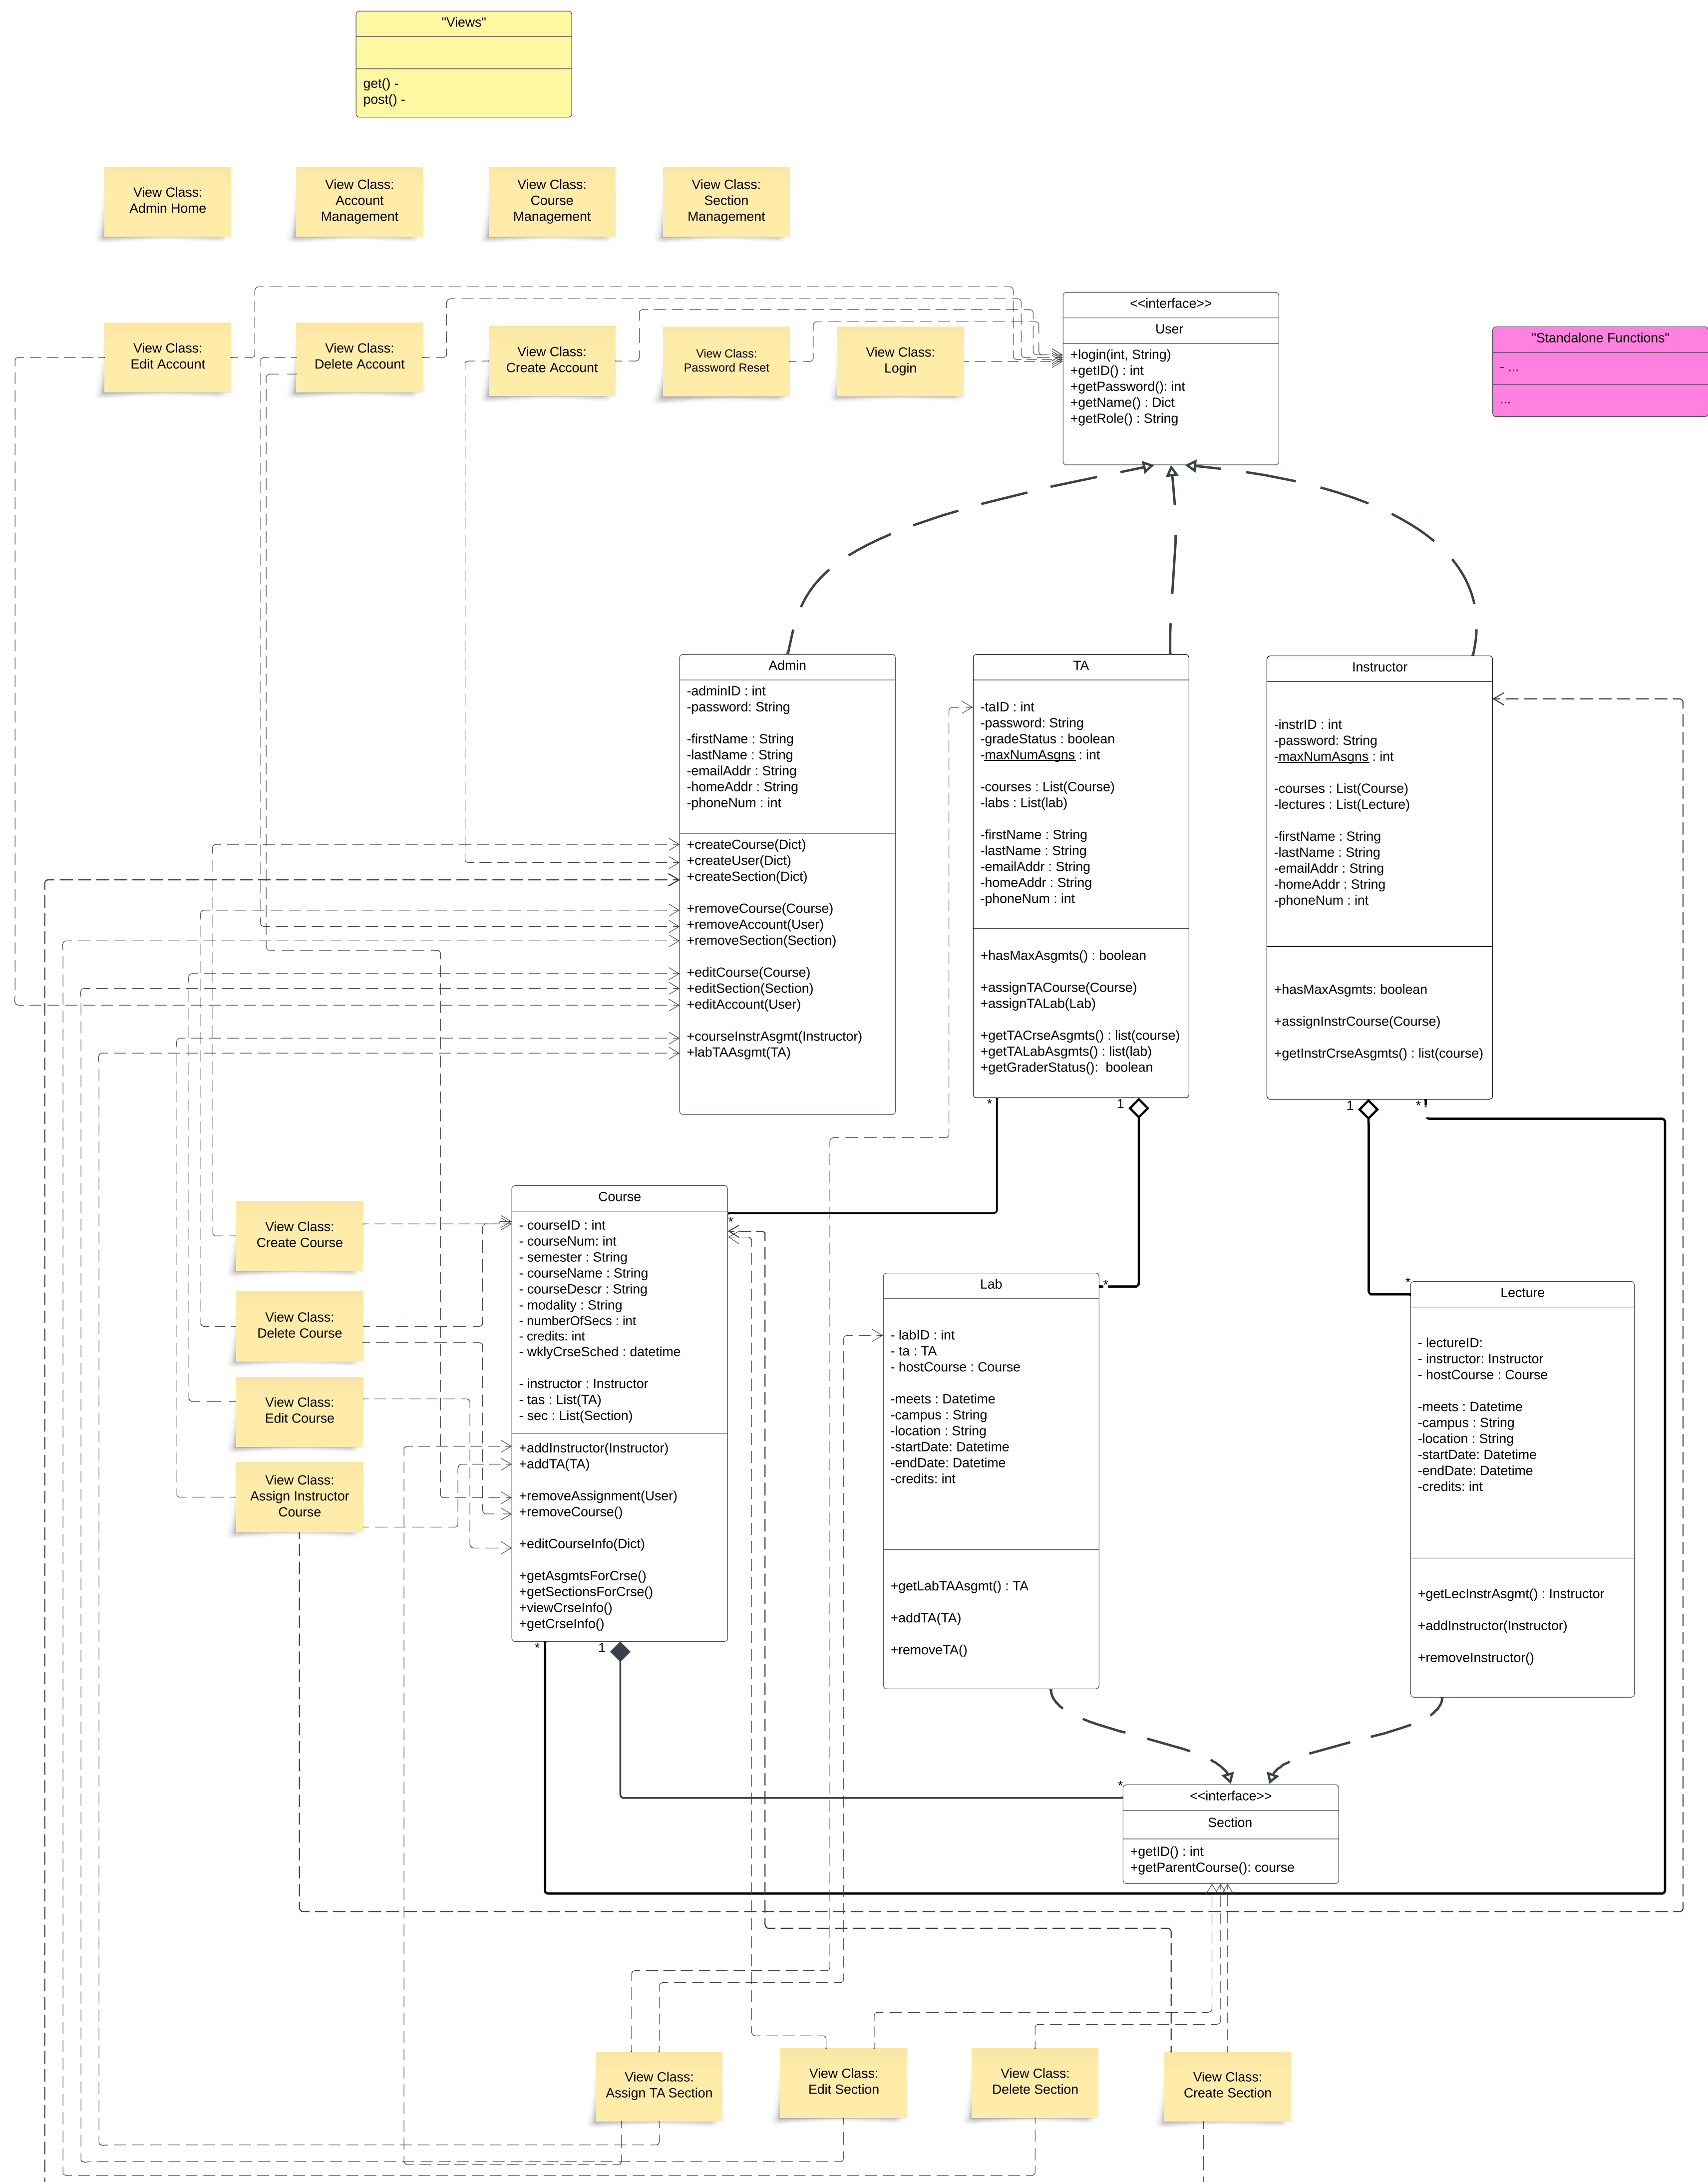 "Views"
get() -
post() -
View Class:
Admin Home
View Class:
Account
Management
View Class:
Course
Management
View Class:
Section
Management
View Class:
Edit Account
View Class:
Delete Account
View Class:
Create Account
View Class:
Password Reset
View Class:
Login
<<interface>>
User
+login(int, String)
+getID() : int
+getPassword(): int
+getName() : Dict
+getRole() : String
"Standalone Functions"
- ...
...
Admin
-adminID : int
-password: String
-firstName : String
-lastName : String
-emailAddr : String
-homeAddr : String
-phoneNum : int
+createCourse(Dict)
+createUser(Dict)
+createSection(Dict)
+removeCourse(Course)
+removeAccount(User)
+removeSection(Section)
+editCourse(Course)
+editSection(Section)
+editAccount(User)
+courseInstrAsgmt(Instructor)
+labTAAsgmt(TA)
TA
-taID : int
-password: String
-gradeStatus : boolean
-maxNumAsgns : int
-courses : List(Course)
-labs : List(lab)
-firstName : String
-lastName : String
-emailAddr : String
-homeAddr : String
-phoneNum : int
+hasMaxAsgmts() : boolean
+assignTACourse(Course)
+assignTALab(Lab)
+getTACrseAsgmts() : list(course)
+getTALabAsgmts() : list(lab)
+getGraderStatus(): boolean
* 1
Instructor
-instrID : int
-password: String
-maxNumAsgns : int
-courses : List(Course)
-lectures : List(Lecture)
-firstName : String
-lastName : String
-emailAddr : String
-homeAddr : String
-phoneNum : int
+hasMaxAsgmts: boolean
+assignInstrCourse(Course)
+getInstrCrseAsgmts() : list(course)
1 *
View Class:
Create Course
View Class:
Delete Course
View Class:
Edit Course
View Class:
Assign Instructor
Course
Course
*
- courseID : int
- courseNum: int
- semester : String
- courseName : String
- courseDescr : String
- modality : String
- numberOfSecs : int
- credits: int
- wklyCrseSched : datetime
- instructor : Instructor
- tas : List(TA)
- sec : List(Section)
+addInstructor(Instructor)
+addTA(TA)
+removeAssignment(User)
+removeCourse()
+editCourseInfo(Dict)
+getAsgmtsForCrse()
+getSectionsForCrse()
+viewCrseInfo()
+getCrseInfo()
* 1
Lab
*
- labID : int
- ta : TA
- hostCourse : Course
-meets : Datetime
-campus : String
-location : String
-startDate: Datetime
-endDate: Datetime
-credits: int
+getLabTAAsgmt() : TA
+addTA(TA)
+removeTA()
*
Lecture
- lectureID:
- instructor: Instructor
- hostCourse : Course
-meets : Datetime
-campus : String
-location : String
-startDate: Datetime
-endDate: Datetime
-credits: int
+getLecInstrAsgmt() : Instructor
+addInstructor(Instructor)
+removeInstructor()
*
<<interface>>
Section
+getID() : int
+getParentCourse(): course
View Class:
Assign TA Section
View Class:
Edit Section
View Class:
Delete Section
View Class:
Create Section